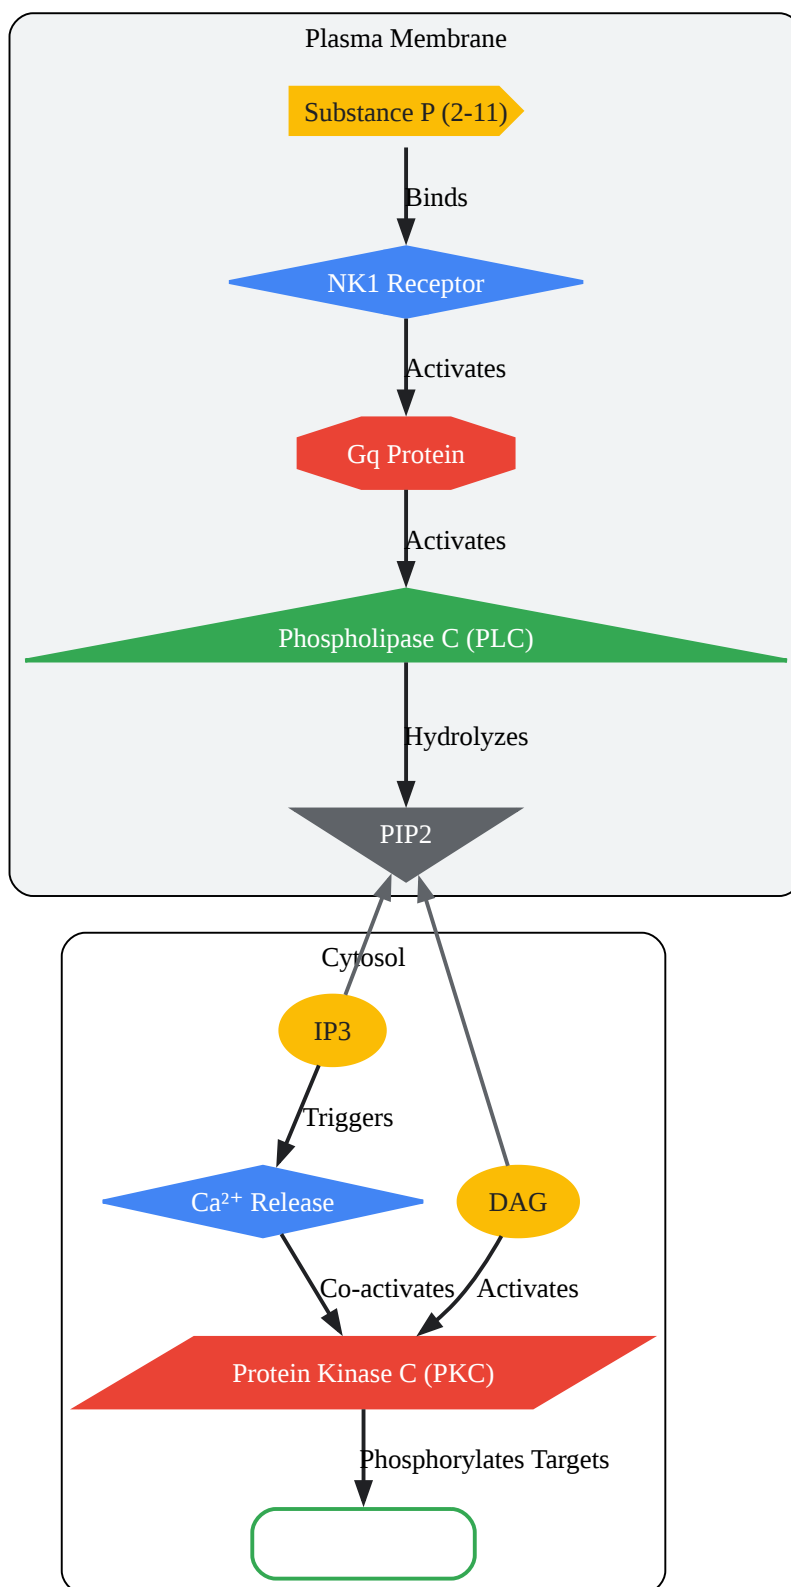 Plasma Membrane
Substance P (2-11)
Binds
NK1 Receptor
Activates
Gq Protein
Activates
Phospholipase C (PLC)
Hydrolyzes
PIP2
Cytosol
IP3
Triggers
Ca²⁺ Release
DAG
Co-activates
Activates
Protein Kinase C (PKC)
Phosphorylates Targets